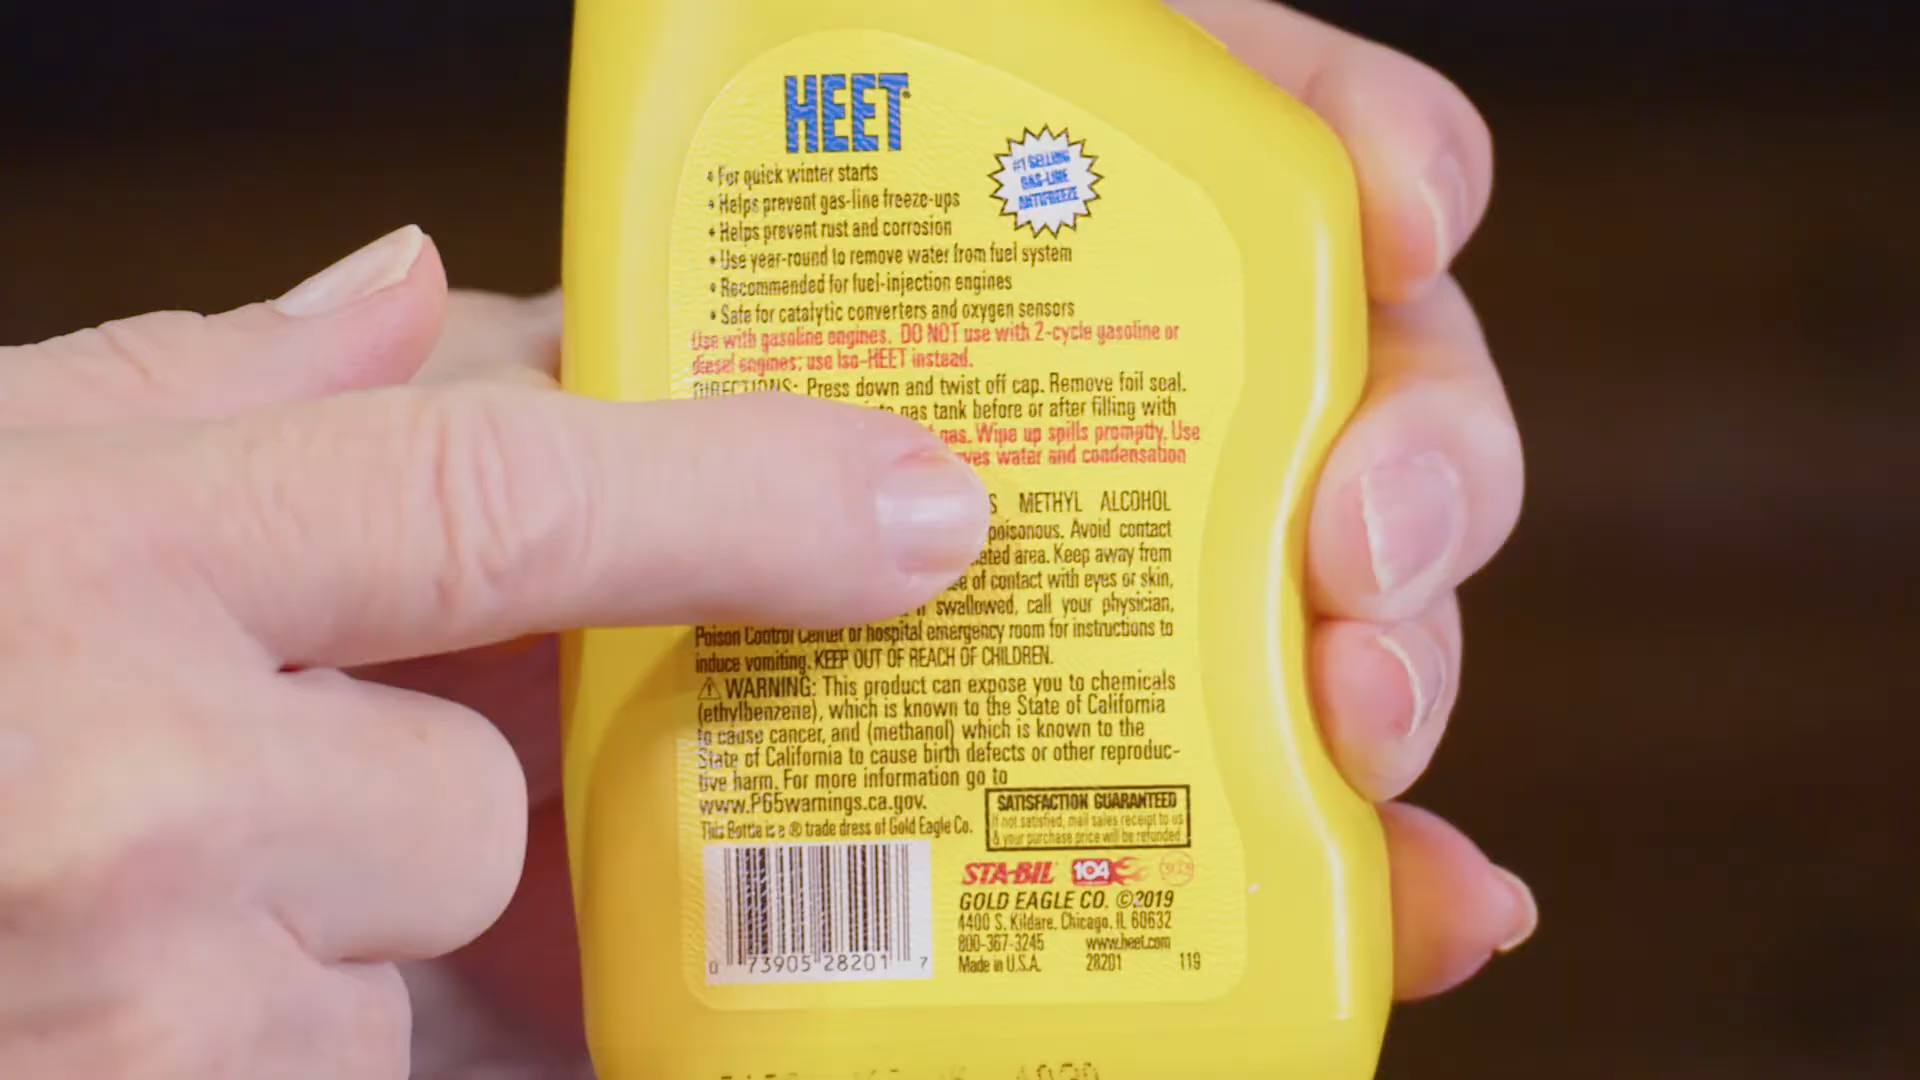 HEET®
• For quick winter starts
• Helps prevent gas-line freeze-ups
• Helps prevent rust and corrosion
• Use year-round to remove water from fuel system
• Recommended for fuel-injection engines
• Safe for catalytic converters and oxygen sensors
#1 SELLING
GAS-LINE
ANTIFREEZE
Use with gasoline engines. DO NOT use with 2-cycle gasoline or
diesel engines; use Iso-HEET instead.
DIRECTIONS: Press down and twist off cap. Remove foil seal.
gas tank before or after filling with
gas. Wipe up spills promptly. Use
water and condensation
METHYL ALCOHOL
poisonous. Avoid contact
area. Keep away from
of contact with eyes or skin,
swallowed, call your physician,
Poison Control Center or hospital emergency room for instructions to
induce vomiting. KEEP OUT OF REACH OF CHILDREN.
⚠ WARNING: This product can expose you to chemicals
(ethylbenzene), which is known to the State of California
to cause cancer, and (methanol) which is known to the
State of California to cause birth defects or other reproduc-
tive harm. For more information go to
www.P65warnings.ca.gov.
This Bottle is a ® trade dress of Gold Eagle Co.
SATISFACTION GUARANTEED
If not satisfied, mail sales receipt to us
& your purchase price will be refunded.
STA-BIL 104
GOLD EAGLE CO. ©2019
4400 S. Kildare, Chicago, IL 60632
800-367-3245 www.heet.com
Made in U.S.A. 28201 119
0 73905 28201 7